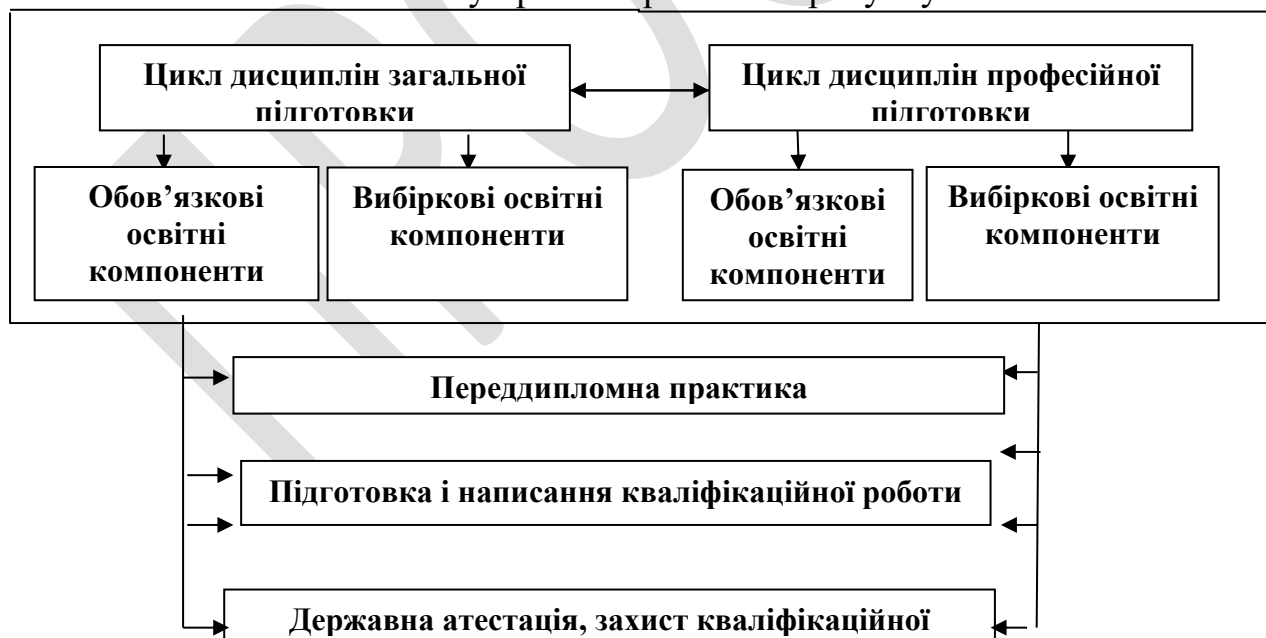 Цикл дисциплін загальної
підготовки
Цикл дисциплін професійної
підготовки
Обов’язкові
освітні
компоненти
Вибіркові освітні
компоненти
Обов’язкові
освітні
компоненти
Вибіркові освітні
компоненти
Переддипломна практика
Підготовка і написання кваліфікаційної роботи
Державна атестація, захист кваліфікаційної